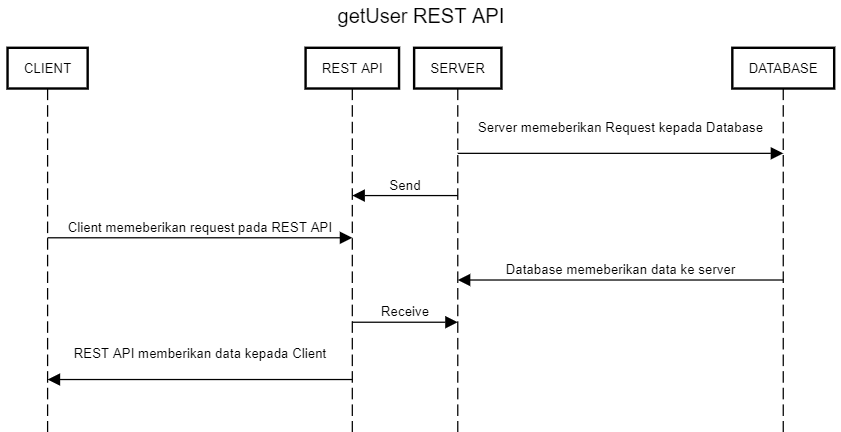 getUser REST API
CLIENT
REST API
SERVER
DATABASE
Server memeberikan Request kepada Database
Send
Client memeberikan request pada REST API
Database memeberikan data ke server
Receive
REST API memberikan data kepada Client